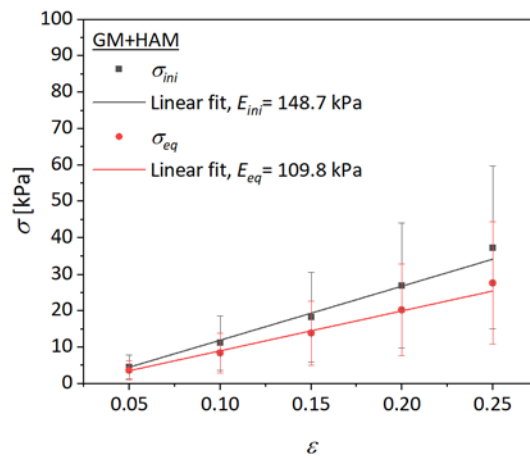 GM+HAM
σini
Linear fit, Eini= 148.7 kPa
σeq
Linear fit, Eeq= 109.8 kPa
σ [kPa]
100
90
80
70
60
50
40
30
20
10
0
0.05 0.10 0.15 0.20 0.25
ε